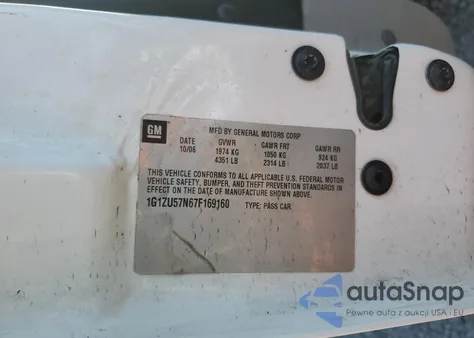 GM
MFD BY GENERAL MOTORS CORP
DATE GVWR GAWR FRT GAWR RR
10/06 1974 KG 1050 KG 924 KG
4351 LB 2314 LB 2037 LB
THIS VEHICLE CONFORMS TO ALL APPLICABLE U.S. FEDERAL MOTOR
VEHICLE SAFETY, BUMPER, AND THEFT PREVENTION STANDARDS IN
EFFECT ON THE DATE OF MANUFACTURE SHOWN ABOVE.
1G1ZU57N67F169160 TYPE: PASS CAR
autoSnap
Pewne auto z aukcji USA i EU